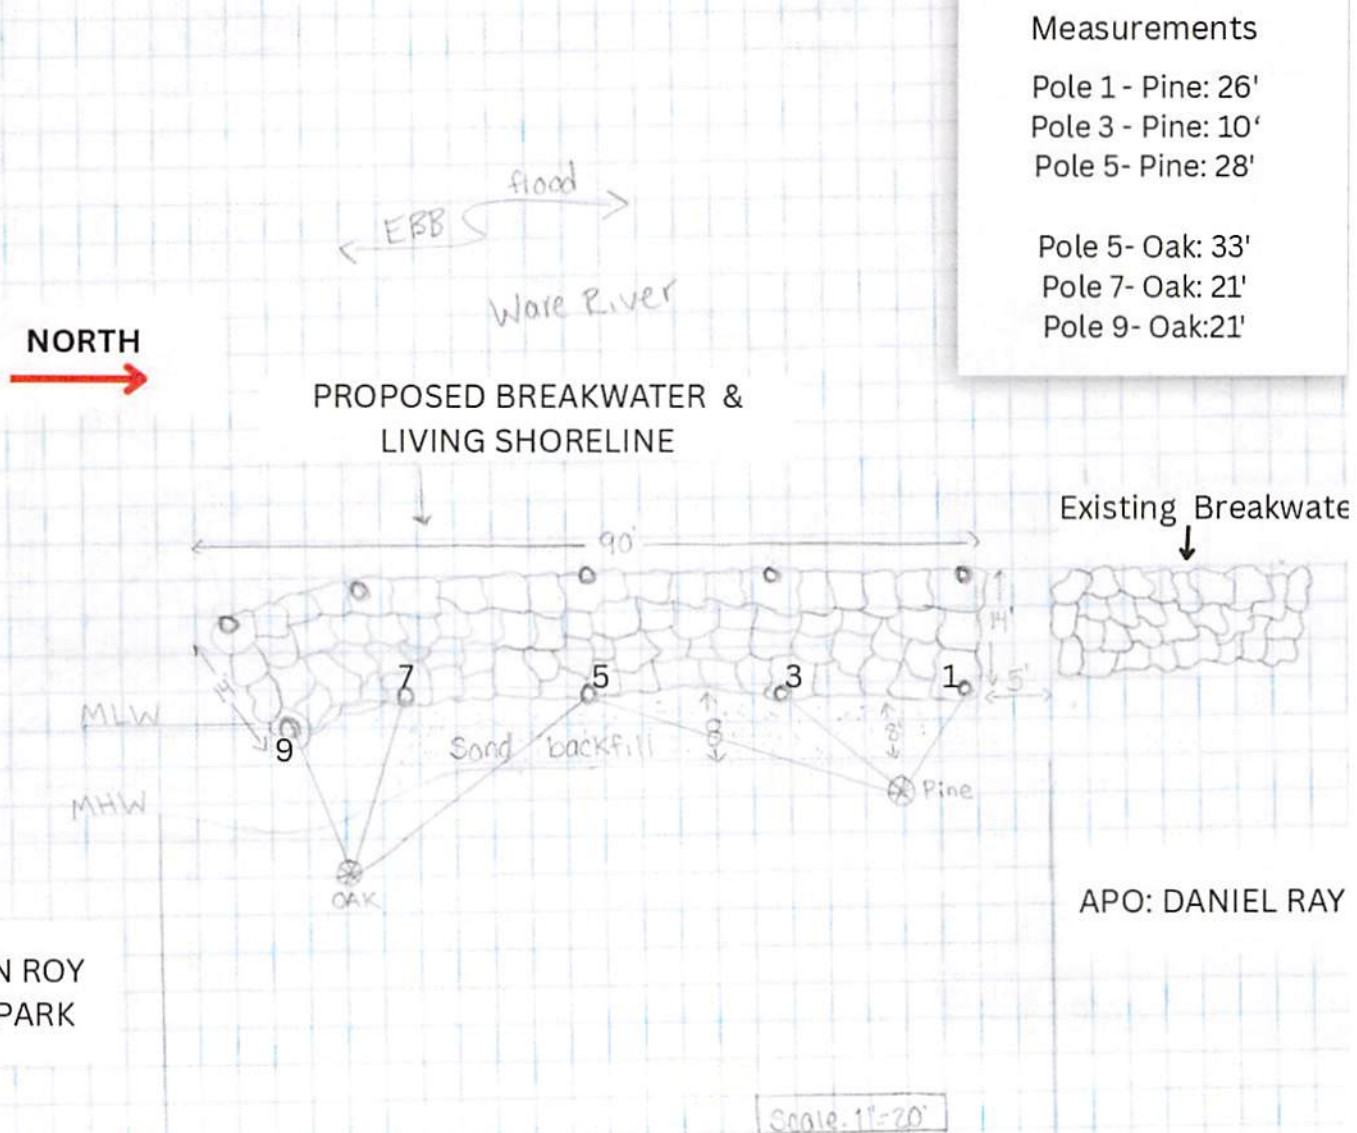 Measurements
Pole 1 - Pine: 26'
Pole 3 - Pine: 10‘
Pole 5- Pine: 28'
Pole 5- Oak: 33'
Pole 7- Oak: 21'
Pole 9- Oak:21'
flood
EBB
Ware River
NORTH
PROPOSED BREAKWATER &
LIVING SHORELINE
Existing Breakwate
90'
14'
7
5
3
1
5'
14'
MLW
9
Sand backfill
8'
8'
Pine
MHW
OAK
APO: DANIEL RAY
N ROY
PARK
Scale: 1"=20'